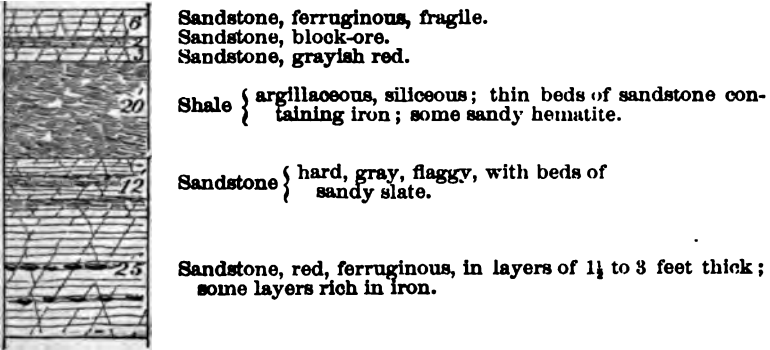 6 Sandstone, ferruginous, fragile.
2 Sandstone, block-ore.
3 Sandstone, grayish red.
20 Shale { argillaceous, siliceous; thin beds of sandstone con-
taining iron; some sandy hematite.
12 Sandstone { hard, gray, flaggy, with beds of
sandy slate.
25 Sandstone, red, ferruginous, in layers of 1½ to 3 feet thick;
some layers rich in iron.